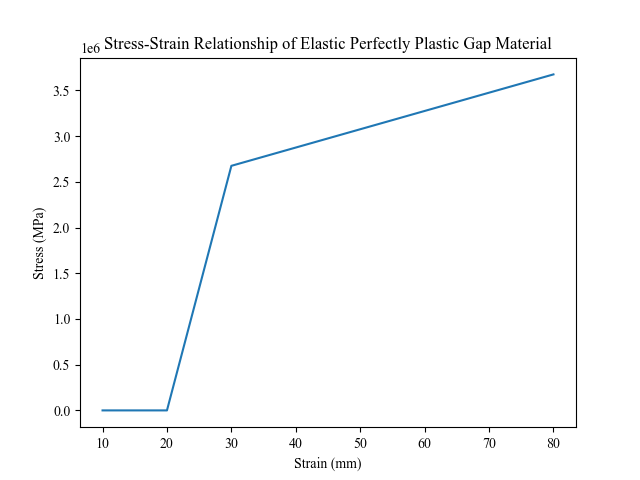 Stress-Strain Relationship of Elastic Perfectly Plastic Gap Material
1e6
3.5
3.0
2.5
2.0
1.5
1.0
0.5
0.0
Stress (MPa)
10 20 30 40 50 60 70 80
Strain (mm)